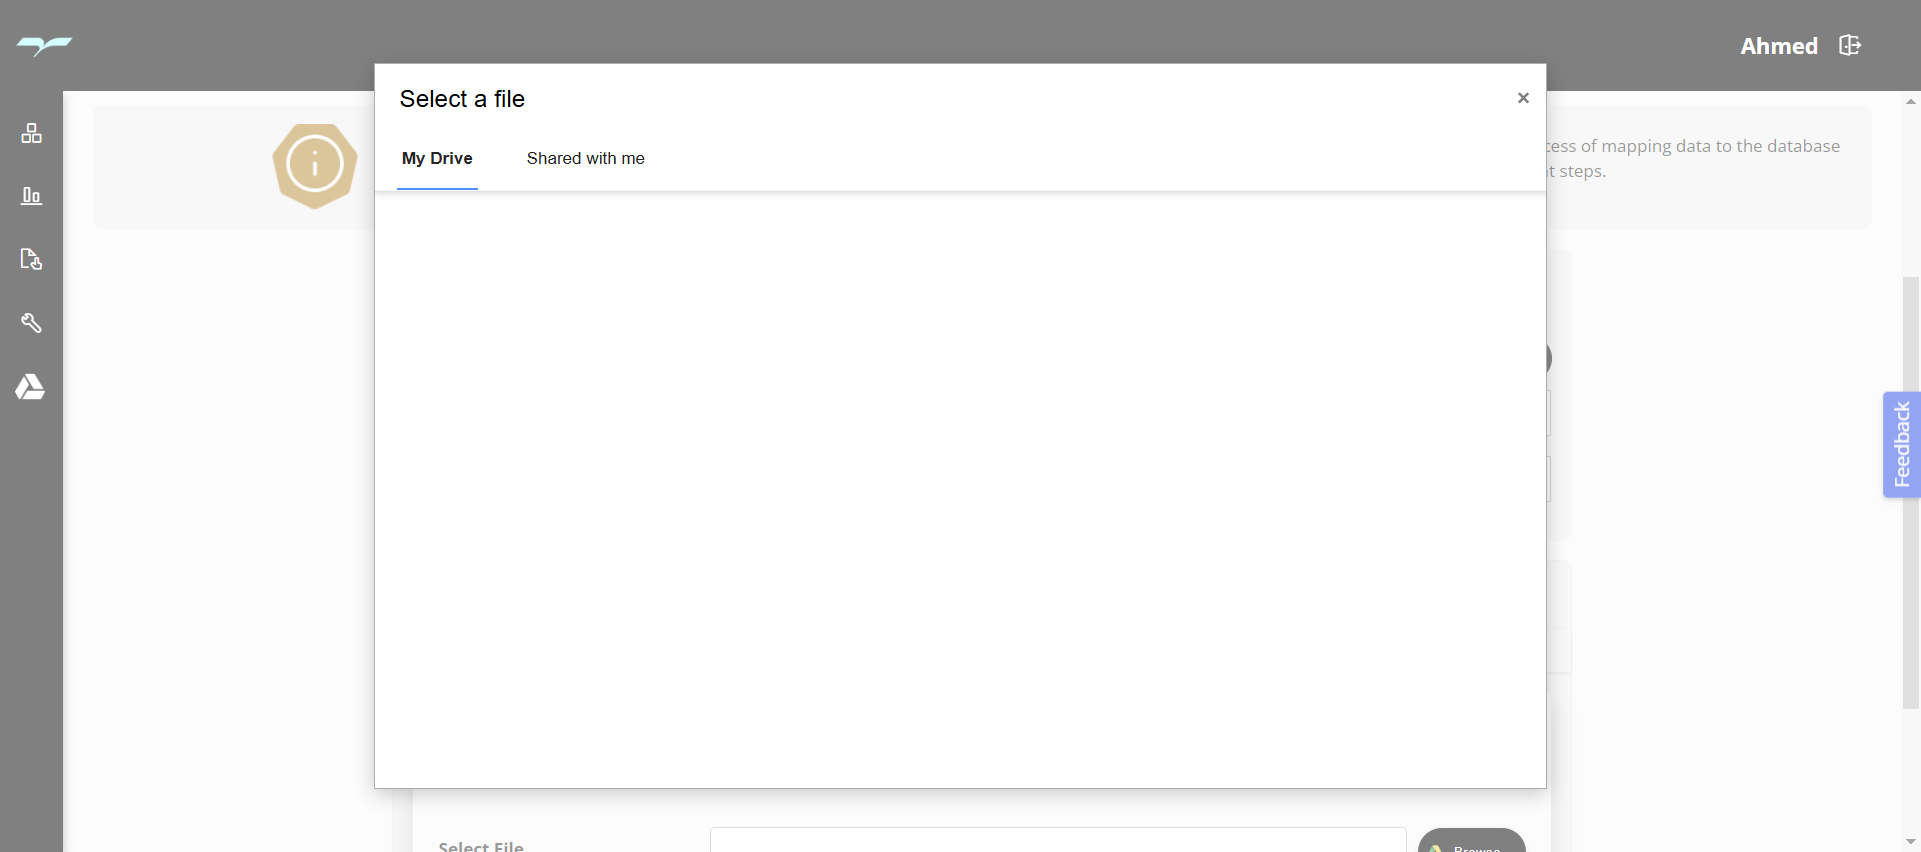 Ahmed
Select a file
My Drive
Shared with me
of mapping data to the database
steps.
Feedback
Select File
Browse